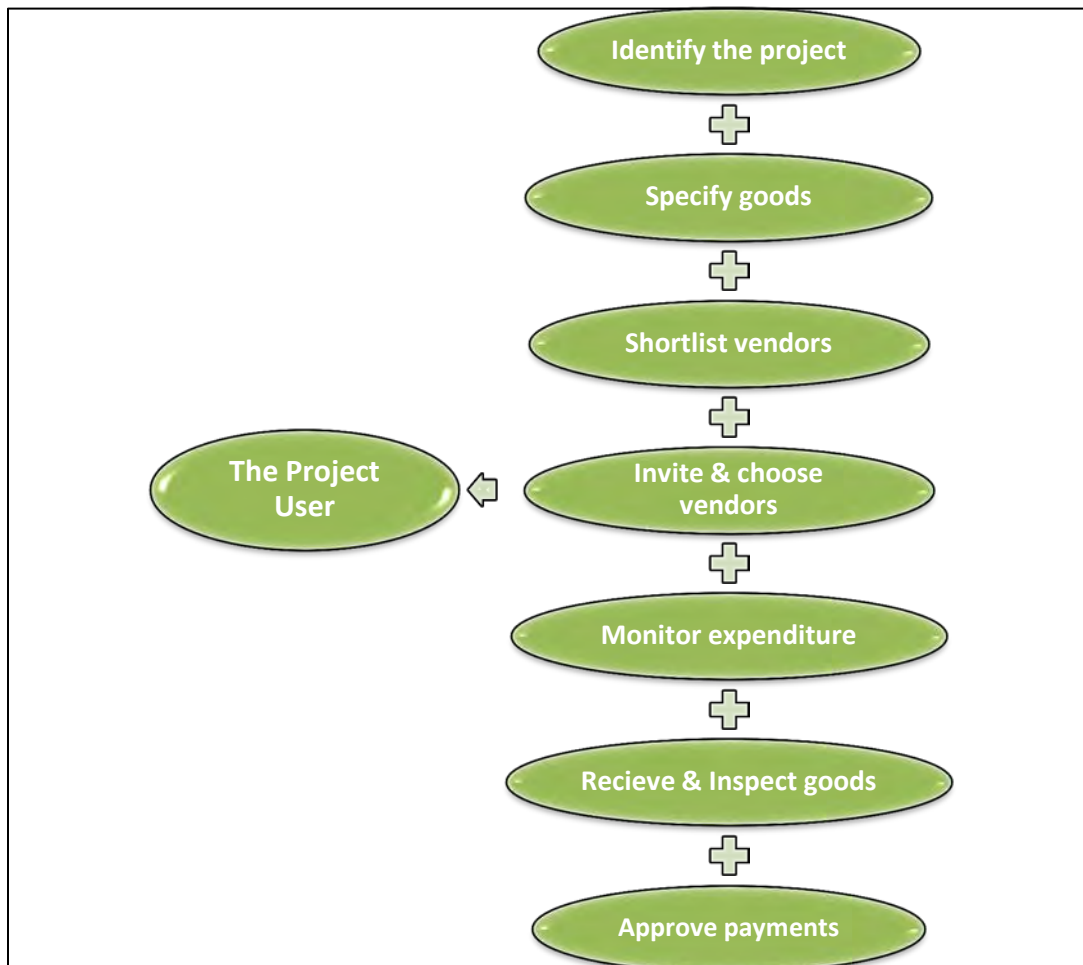 Identify the project
Specify goods
Shortlist vendors
The Project
User
Invite & choose
vendors
Monitor expenditure
Recieve & Inspect goods
Approve payments